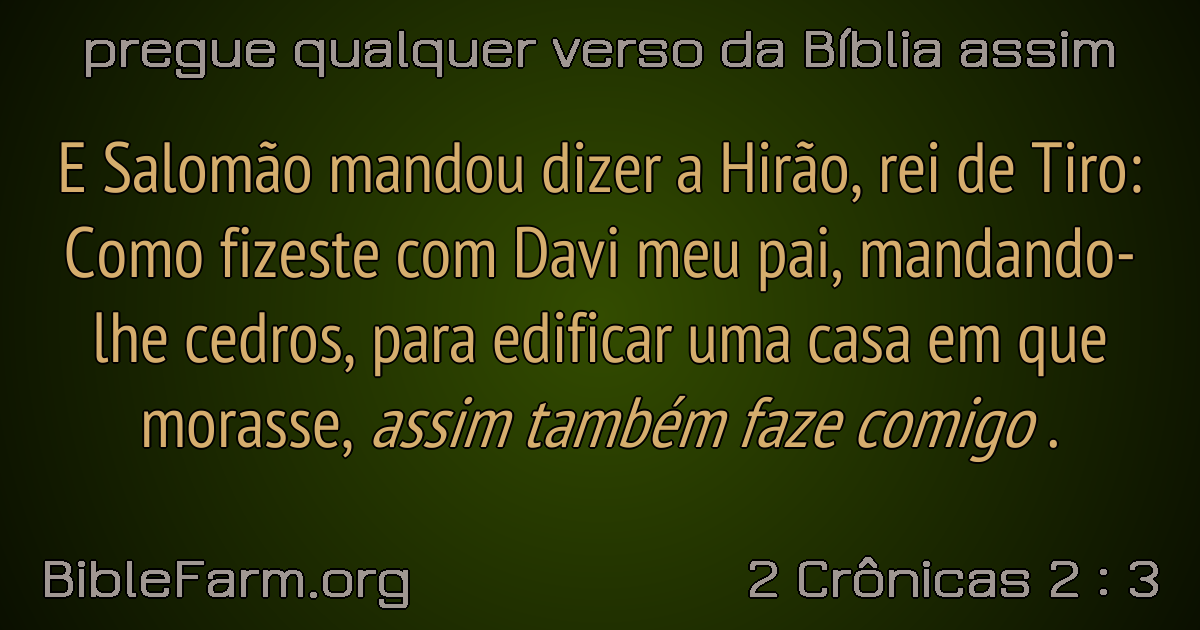 pregue qualquer verso da Bíblia assim
E Salomão mandou dizer a Hirão, rei de Tiro:
Como fizeste com Davi meu pai, mandando-
lhe cedros, para edificar uma casa em que
morasse, assim também faze comigo .
BibleFarm.org
2 Crônicas 2 : 3